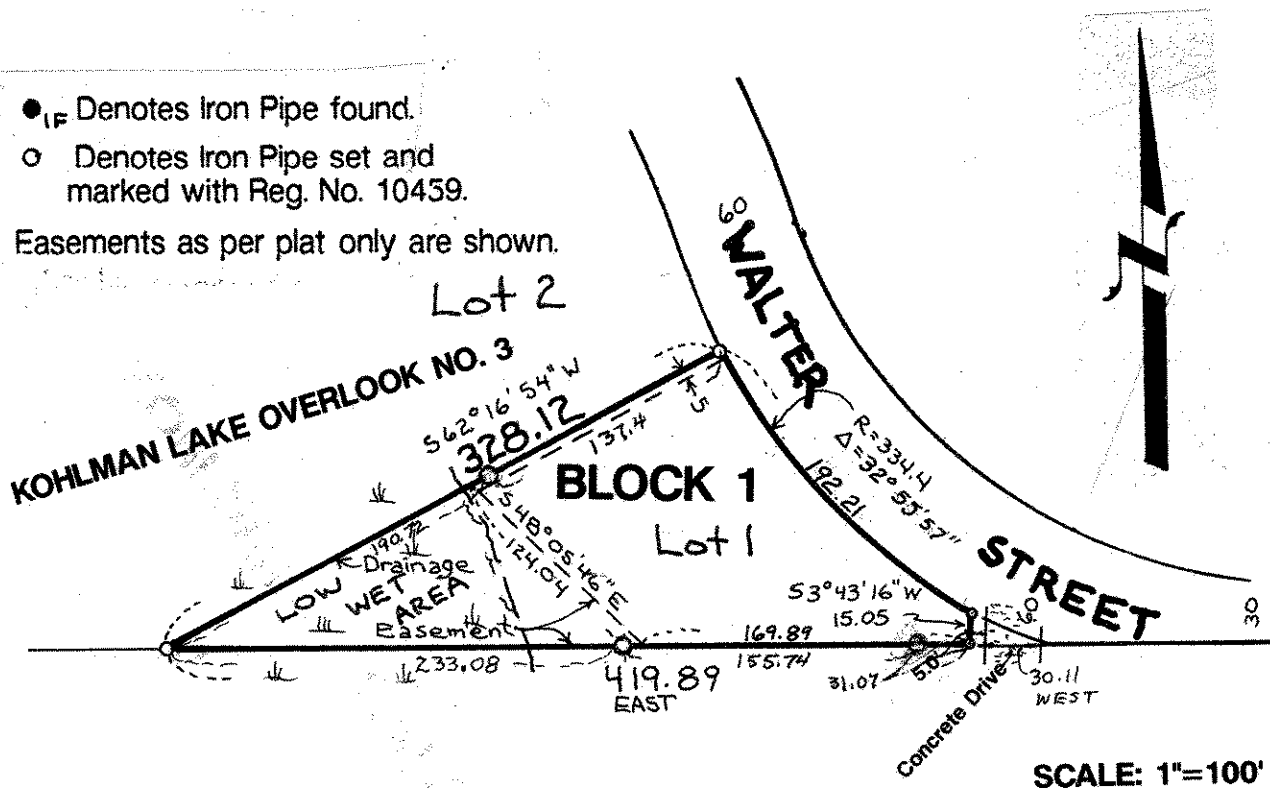 ●IF Denotes Iron Pipe found.
○ Denotes Iron Pipe set and
marked with Reg. No. 10459.
Easements as per plat only are shown.
Lot 2
KOHLMAN LAKE OVERLOOK NO. 3
60
WALTER
STREET
S62°16'54"W
328.12
137.4
5
R=334.4
Δ=32°55'57"
192.21
BLOCK 1
Lot 1
190.72
Drainage
LOW
WET
AREA
S48°05'46"E
124.04
Easement
S3°43'16"W
15.05
60
30
233.08
169.89
155.74
419.89
EAST
31.07
5.0
Concrete Drive
30.11
WEST
SCALE: 1"=100'